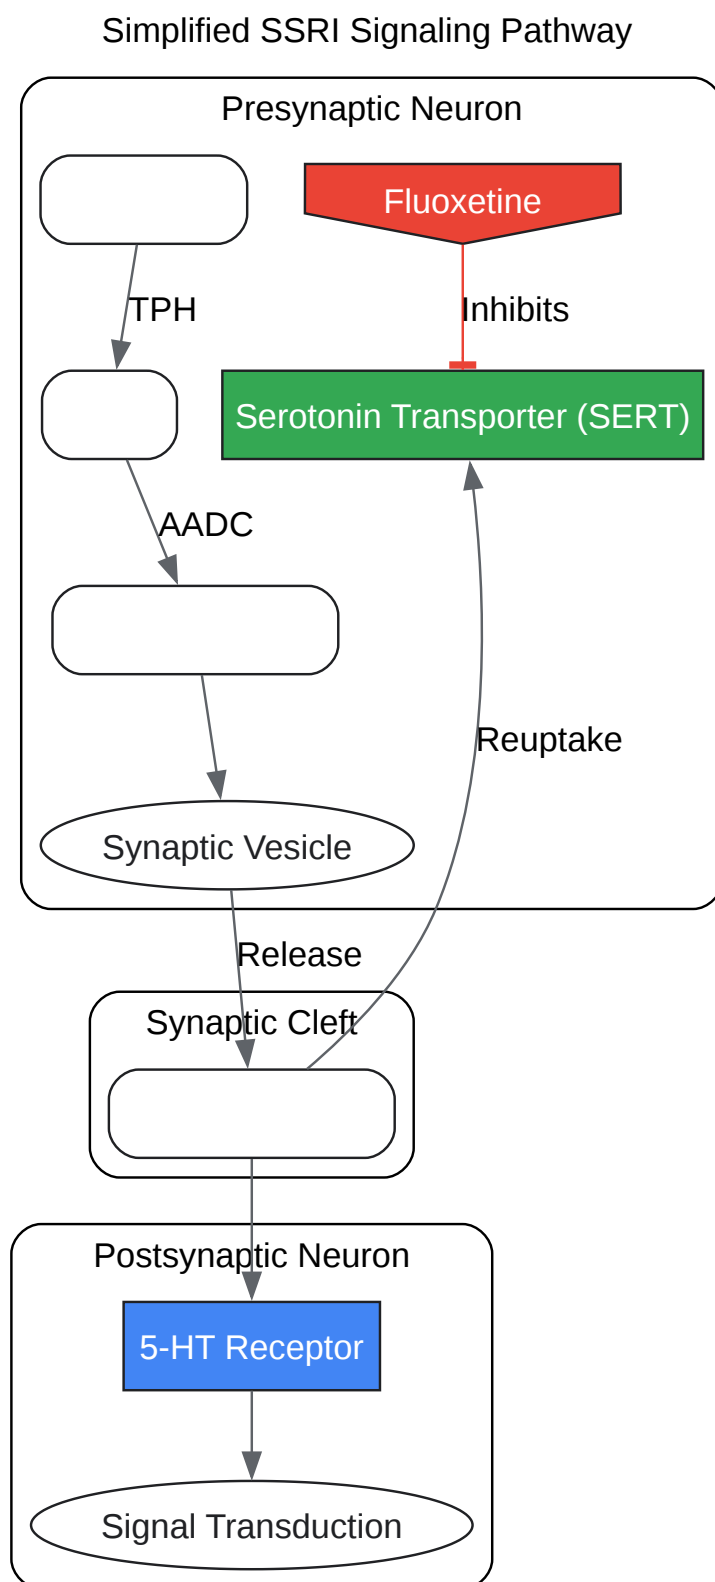 Simplified SSRI Signaling Pathway
Presynaptic Neuron
Fluoxetine
TPH
Inhibits
Serotonin Transporter (SERT)
AADC
Reuptake
Synaptic Vesicle
Release
Synaptic Cleft
Postsynaptic Neuron
5-HT Receptor
Signal Transduction